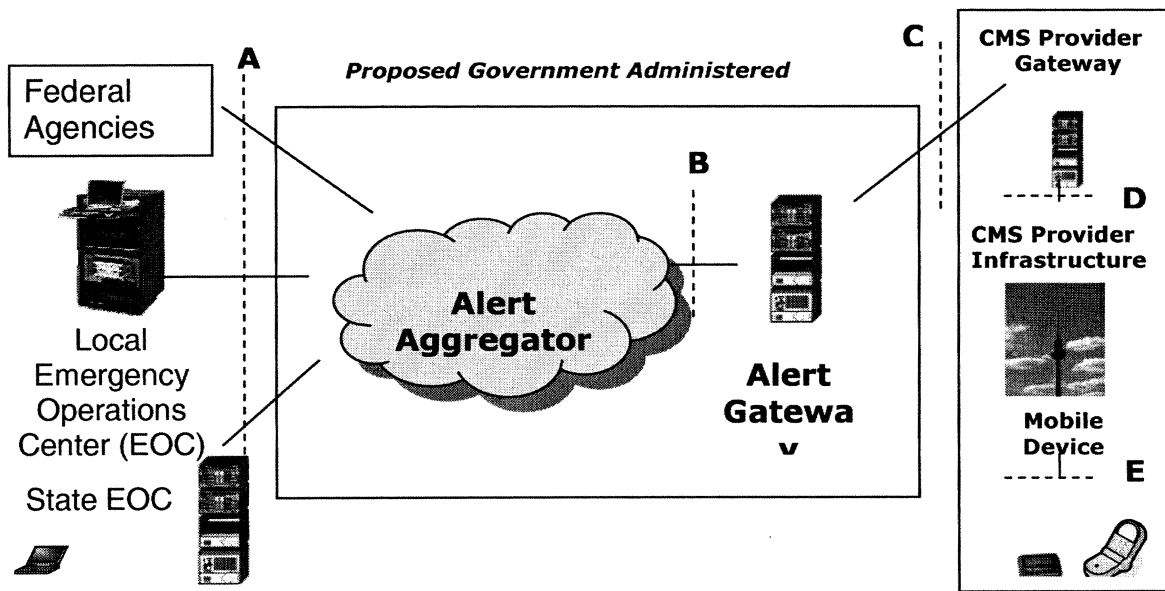 A
Proposed Government Administered
C
CMS Provider
Gateway
Federal
Agencies
B
D
CMS Provider
Infrastructure
Alert
Aggregator
Local
Emergency
Operations
Center (EOC)
Alert
Gatewa
y
Mobile
Device
State EOC
E